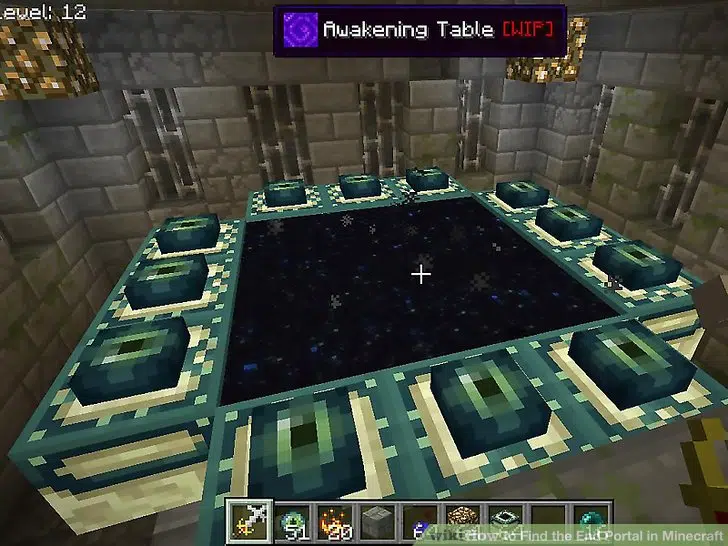 Level: 12
Awakening Table [WIP]
51
20
How to Find the End Portal in Minecraft